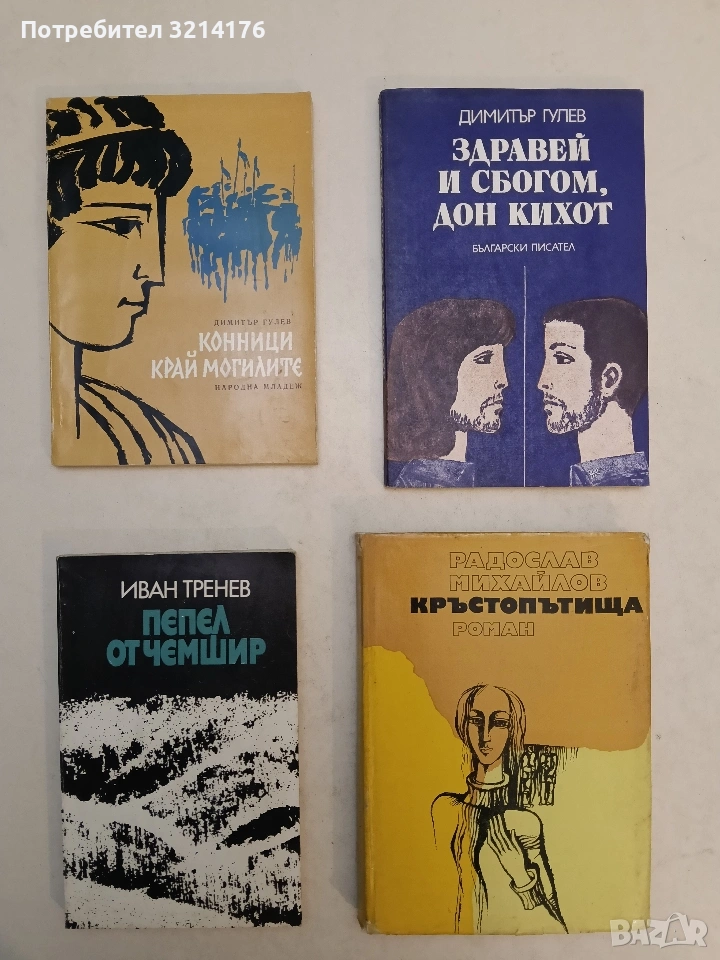 Потребител 3214176
ДИМИТЪР ГУЛЕВ
КОННИЦИ
КРАЙ МОГИЛИТЕ
НАРОДНА МЛАДЕЖ
ДИМИТЪР ГУЛЕВ
ЗДРАВЕЙ
И СБОГОМ,
ДОН КИХОТ
БЪЛГАРСКИ ПИСАТЕЛ
ИВАН ТРЕНЕВ
ПЕПЕЛ
ОТ ЧЕМШИР
РАДОСЛАВ
МИХАЙЛОВ
КРЪСТОПЪТИЩА
РОМАН
BAZAR